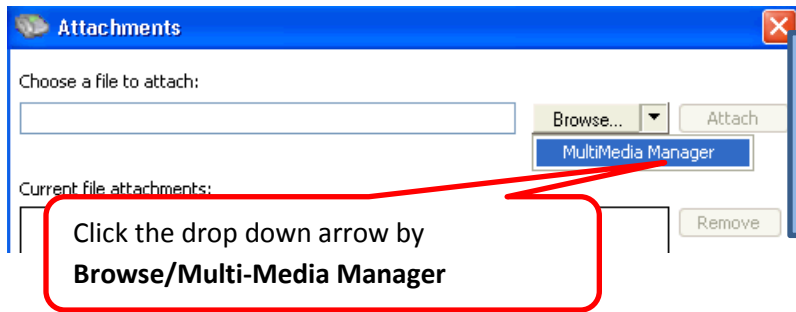 Attachments
Choose a file to attach:
Browse... Attach
MultiMedia Manager
Current file attachments:
Remove
Click the drop down arrow by
Browse/Multi-Media Manager